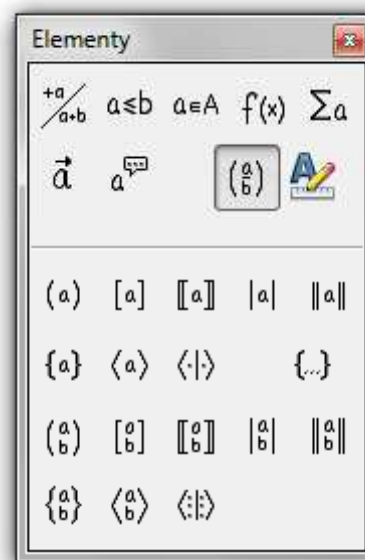 Elementy
+a/a+b a≤b a∈A f(x) Σa
a⃗ a (a/b) A
(a) [a] ⟦a⟧ |a| ‖a‖
{a} ⟨a⟩ ⟨·|·⟩ {...}
(a b) [a b] ⟦a b⟧ |a b| ‖a b‖
{a b} ⟨a b⟩ ⟨:|:⟩